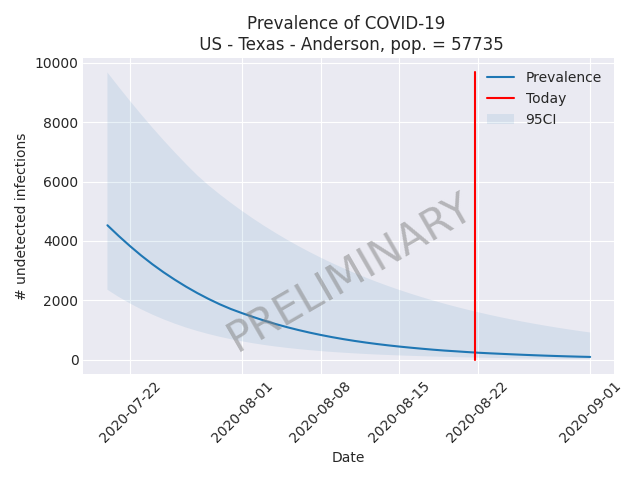 Prevalence of COVID-19
US - Texas - Anderson, pop. = 57735
10000
8000
6000
4000
2000
0
# undetected infections
Prevalence
Today
95CI
PRELIMINARY
2020-07-22
2020-08-01
2020-08-08
2020-08-15
2020-08-22
2020-09-01
Date